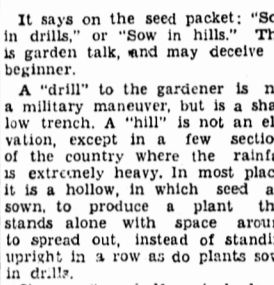 It says on the seed packet: "So
in drills," or "Sow in hills." Th
is garden talk, and may deceive
beginner.
A "drill" to the gardener is n
a military maneuver, but is a sha
low trench. A "hill" is not an el
vation, except in a few section
of the country where the rainfa
is extremely heavy. In most plac
it is a hollow, in which seed a
sown, to produce a plant th
stands alone with space aroun
to spread out, instead of standi
upright in a row as do plants sow
in drills.